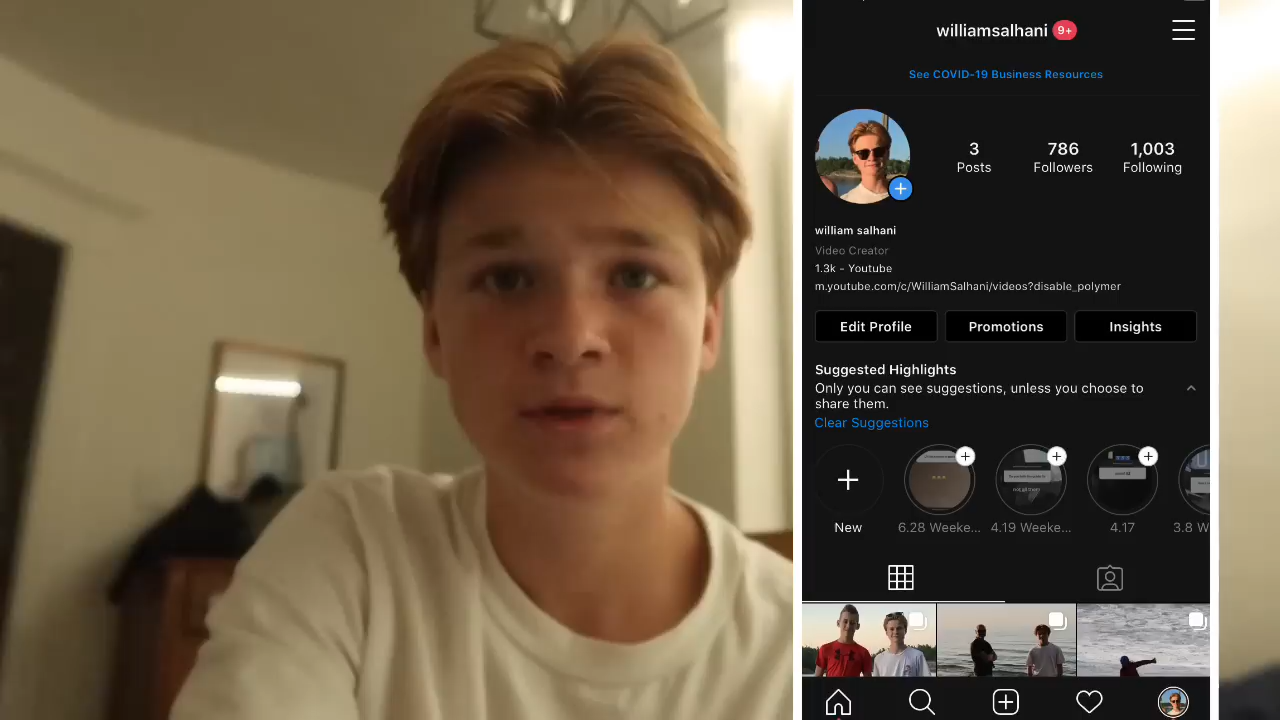 williamsalhani 9+
See COVID-19 Business Resources
3 786 1,003
Posts Followers Following
william salhani
Video Creator
1.3k - Youtube
m.youtube.com/c/WilliamSalhani/videos?disable_polymer
Edit Profile Promotions Insights
Suggested Highlights
Only you can see suggestions, unless you choose to
share them.
Clear Suggestions
New 6.28 Weeke... 4.19 Weeke... 4.17 3.8 W